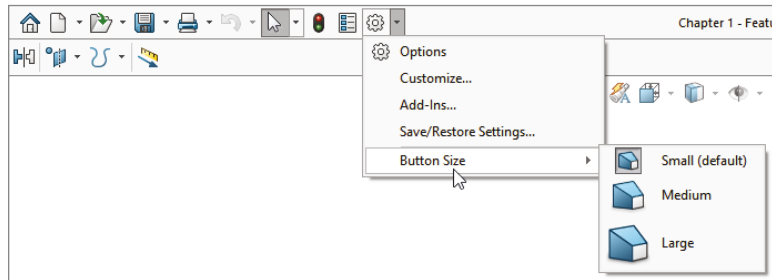 Chapter 1 - Featu
Options
Customize...
Add-Ins...
Save/Restore Settings...
Button Size
Small (default)
Medium
Large